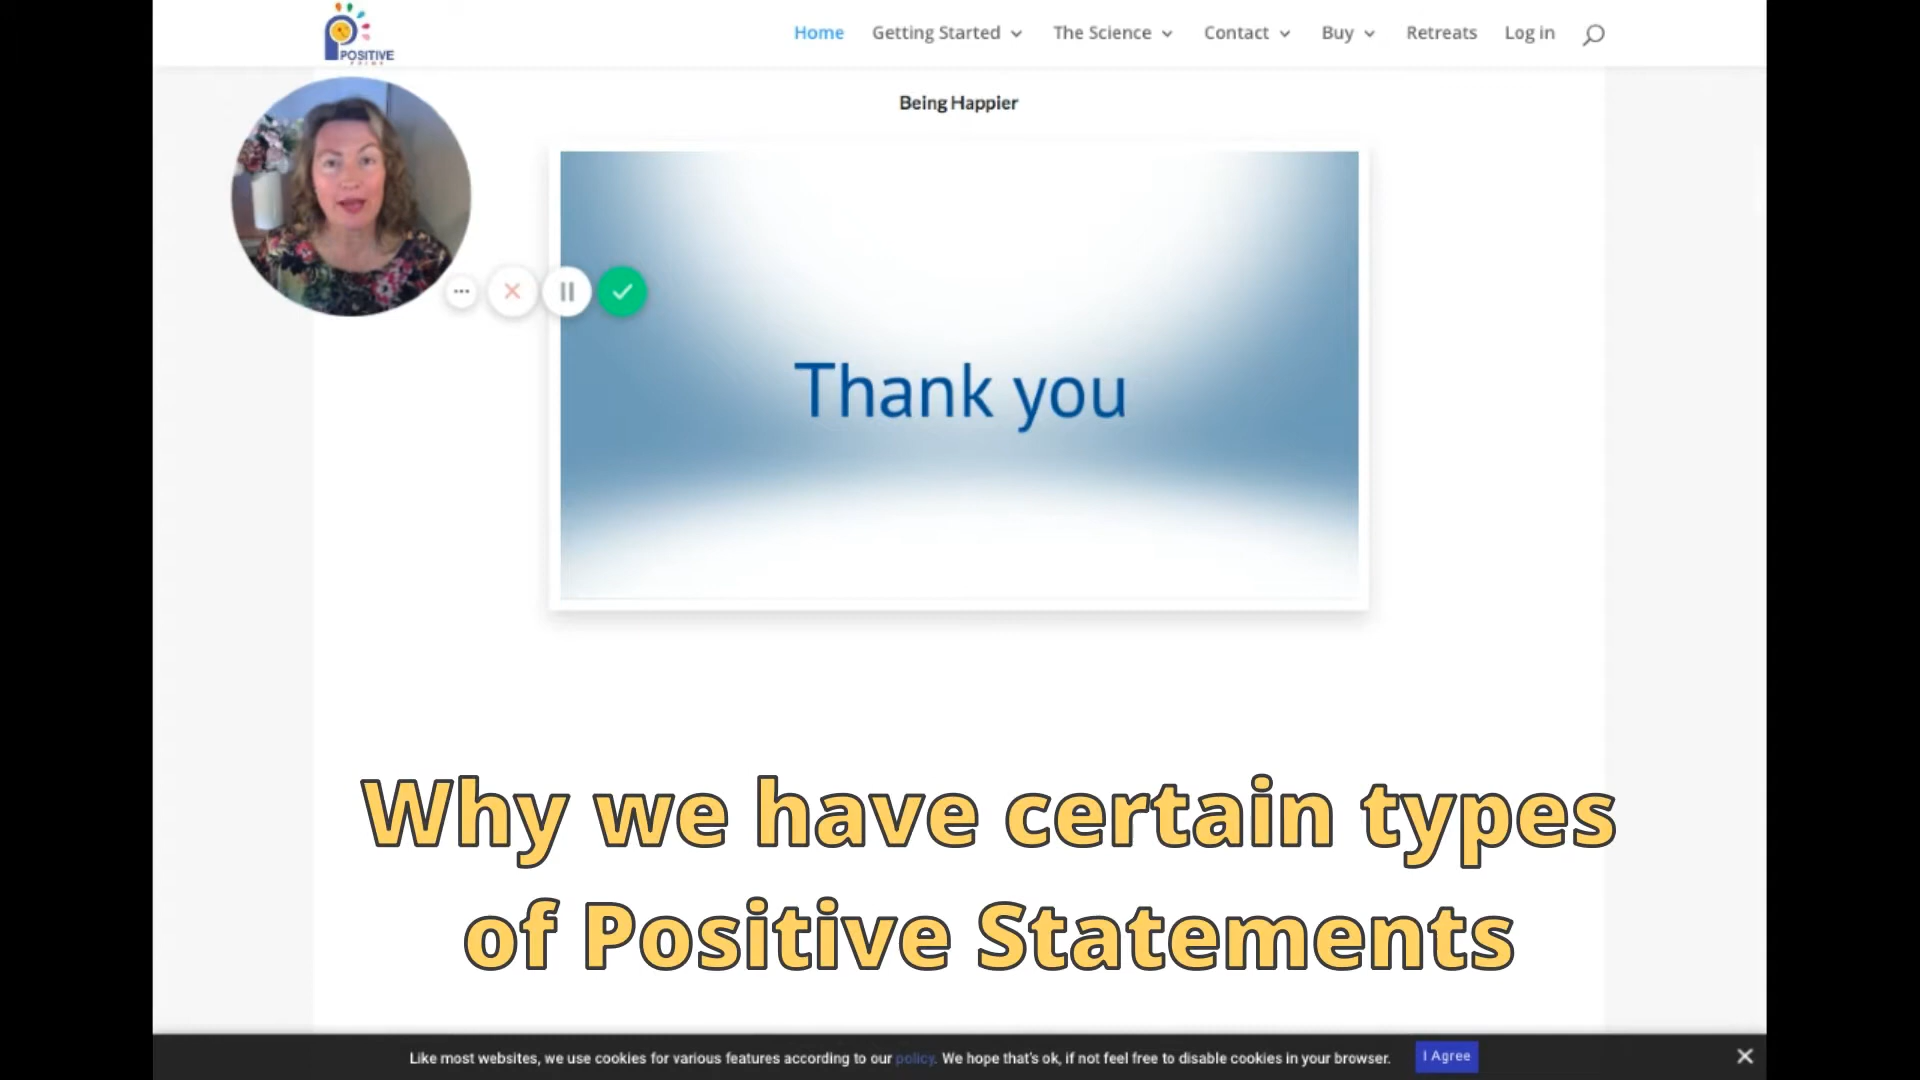 POSITIVE
Home Getting Started The Science Contact Buy Retreats Log in
Being Happier
Thank you
Why we have certain types
of Positive Statements
Like most websites, we use cookies for various features according to our policy. We hope that's ok, if not feel free to disable cookies in your browser. I Agree